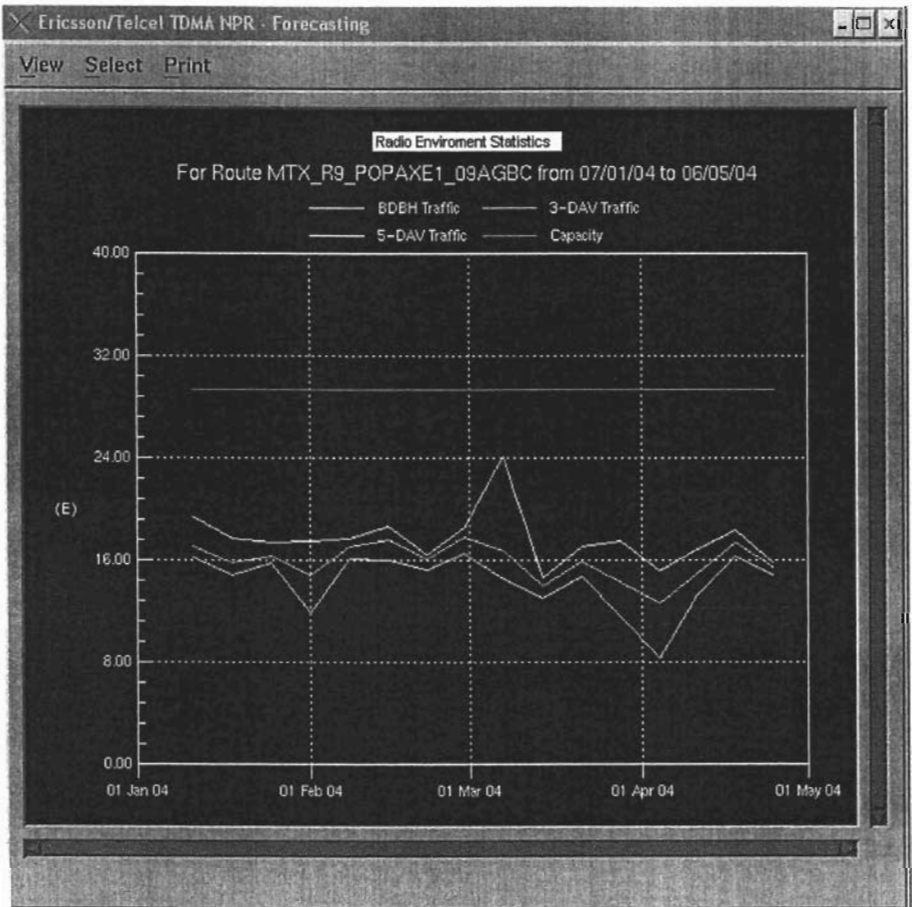 Ericsson/Telcel TDMA NPR - Forecasting
View Select Print
Radio Enviroment Statistics
For Route MTX_R9_POPAXE1_09AGBC from 07/01/04 to 06/05/04
BDBH Traffic 3-DAV Traffic
5-DAV Traffic Capacity
40.00
32.00
24.00
(E)
16.00
8.00
0.00
01 Jan 04 01 Feb 04 01 Mar 04 01 Apr 04 01 May 04